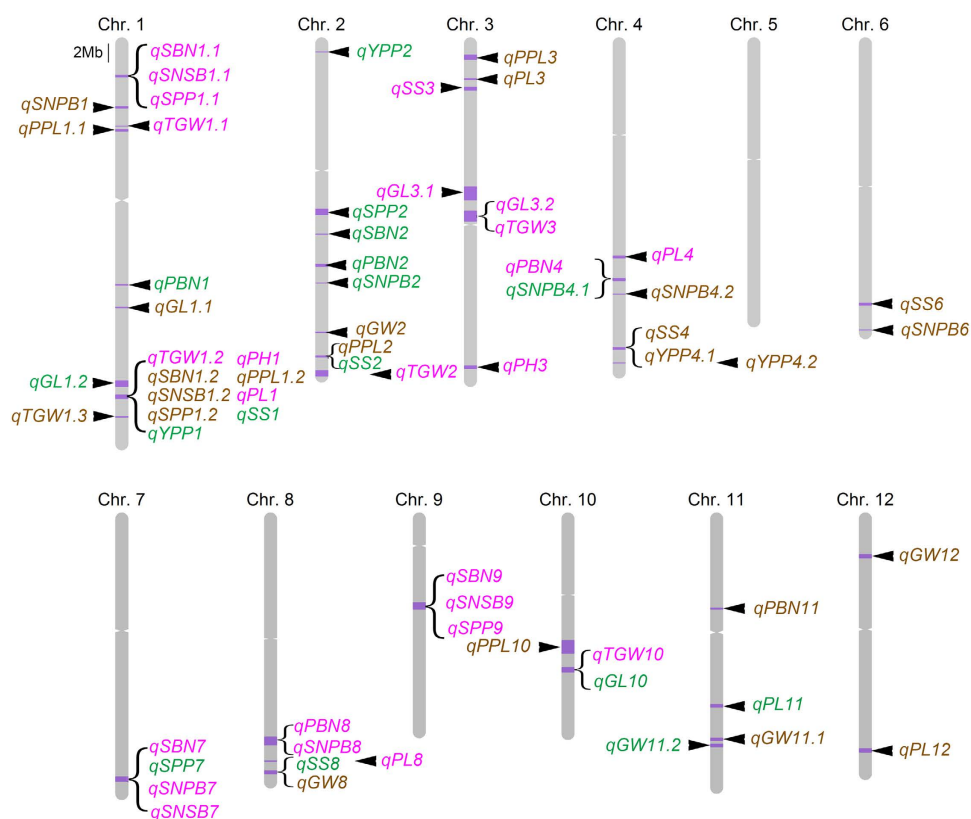 Chr. 1
2Mb
qSBN1.1
qSNSB1.1
qSPP1.1
qSNPB1
qTGW1.1
qPPL1.1
qPBN1
qGL1.1
qTGW1.2 qPH1
qGL1.2
qSBN1.2 qPPL1.2
qSNSB1.2 qPL1
qTGW1.3
qSPP1.2 qSS1
qYPP1
Chr. 2
qYPP2
qSPP2
qSBN2
qPBN2
qSNPB2
qGW2
qPPL2
qSS2
qTGW2
Chr. 3
qPPL3
qPL3
qSS3
qGL3.1
qGL3.2
qTGW3
qPH3
Chr. 4
qPL4
qPBN4
qSNPB4.1
qSNPB4.2
qSS4
qYPP4.1
qYPP4.2
Chr. 5
Chr. 6
qSS6
qSNPB6
Chr. 7
qSBN7
qSPP7
qSNPB7
qSNSB7
Chr. 8
qPBN8
qSNPB8
qSS8
qPL8
qGW8
Chr. 9
qSBN9
qSNSB9
qSPP9
Chr. 10
qPPL10
qTGW10
qGL10
Chr. 11
qPBN11
qPL11
qGW11.1
qGW11.2
Chr. 12
qGW12
qPL12